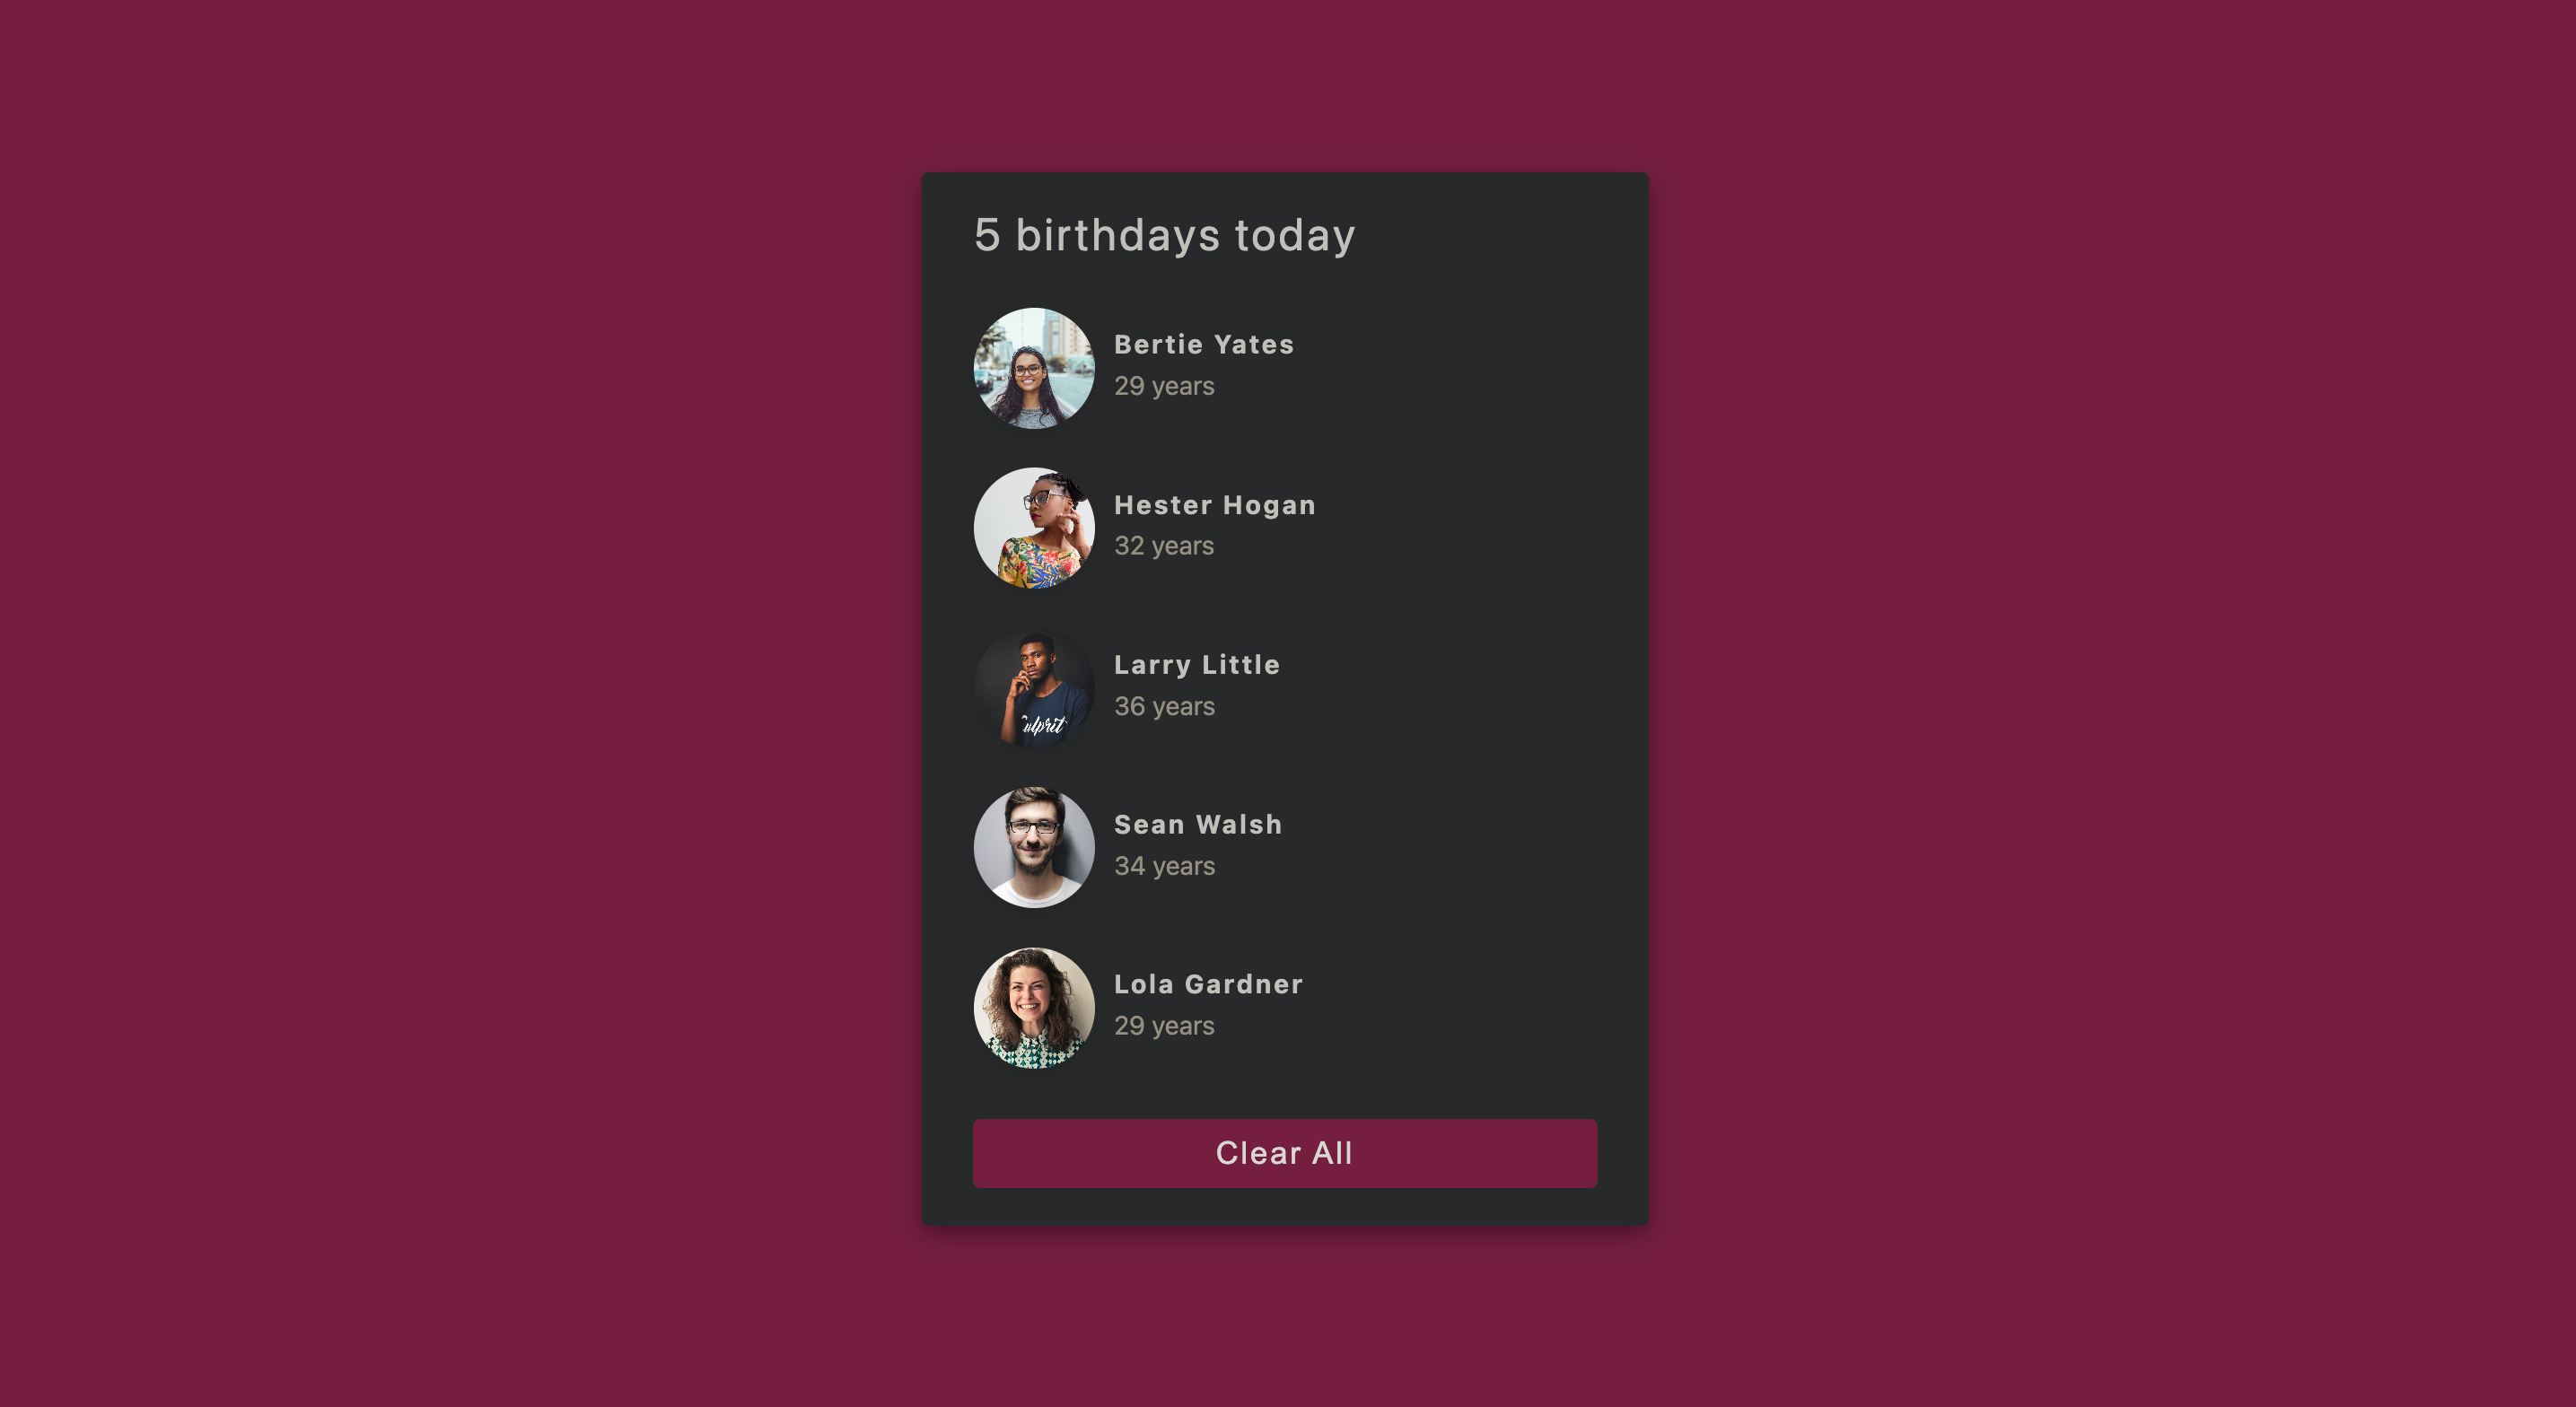 5 birthdays today
Bertie Yates
29 years
Hester Hogan
32 years
Larry Little
36 years
Sean Walsh
34 years
Lola Gardner
29 years
Clear All